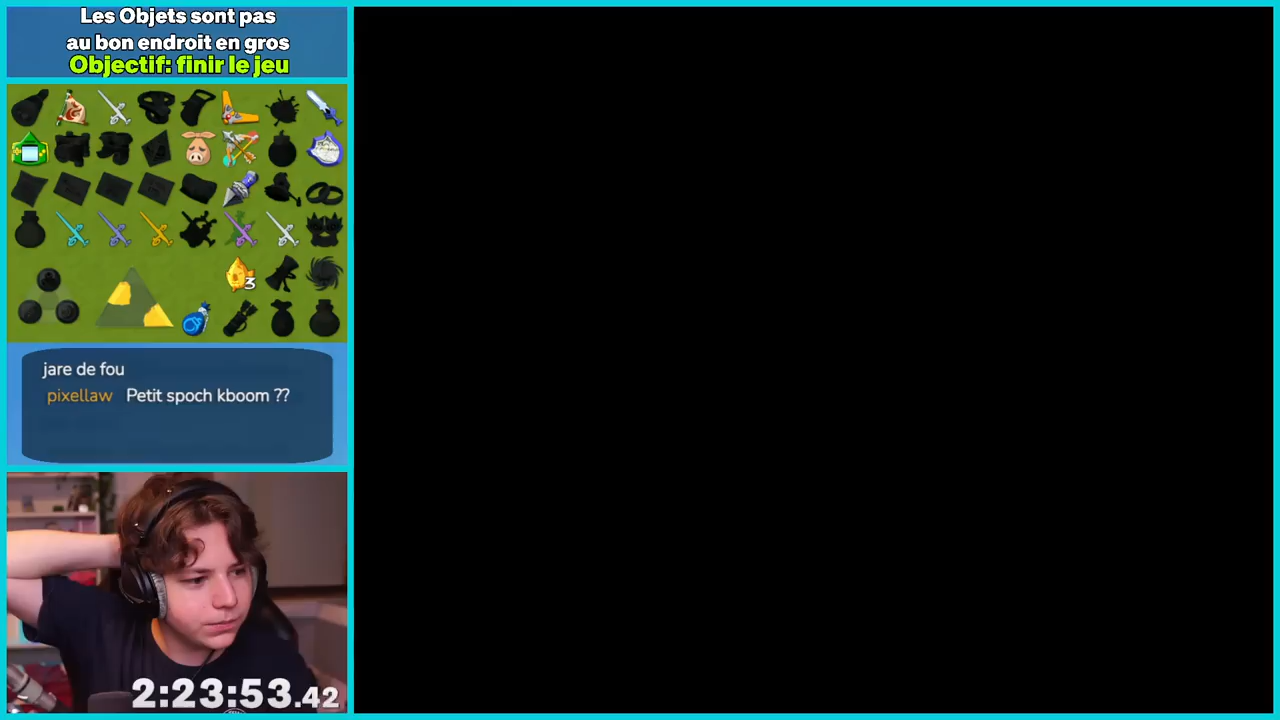 Les Objets sont pas
au bon endroit en gros
Objectif: finir le jeu
3
jare de fou
pixellaw Petit spoch kboom ??
2:23:53.42